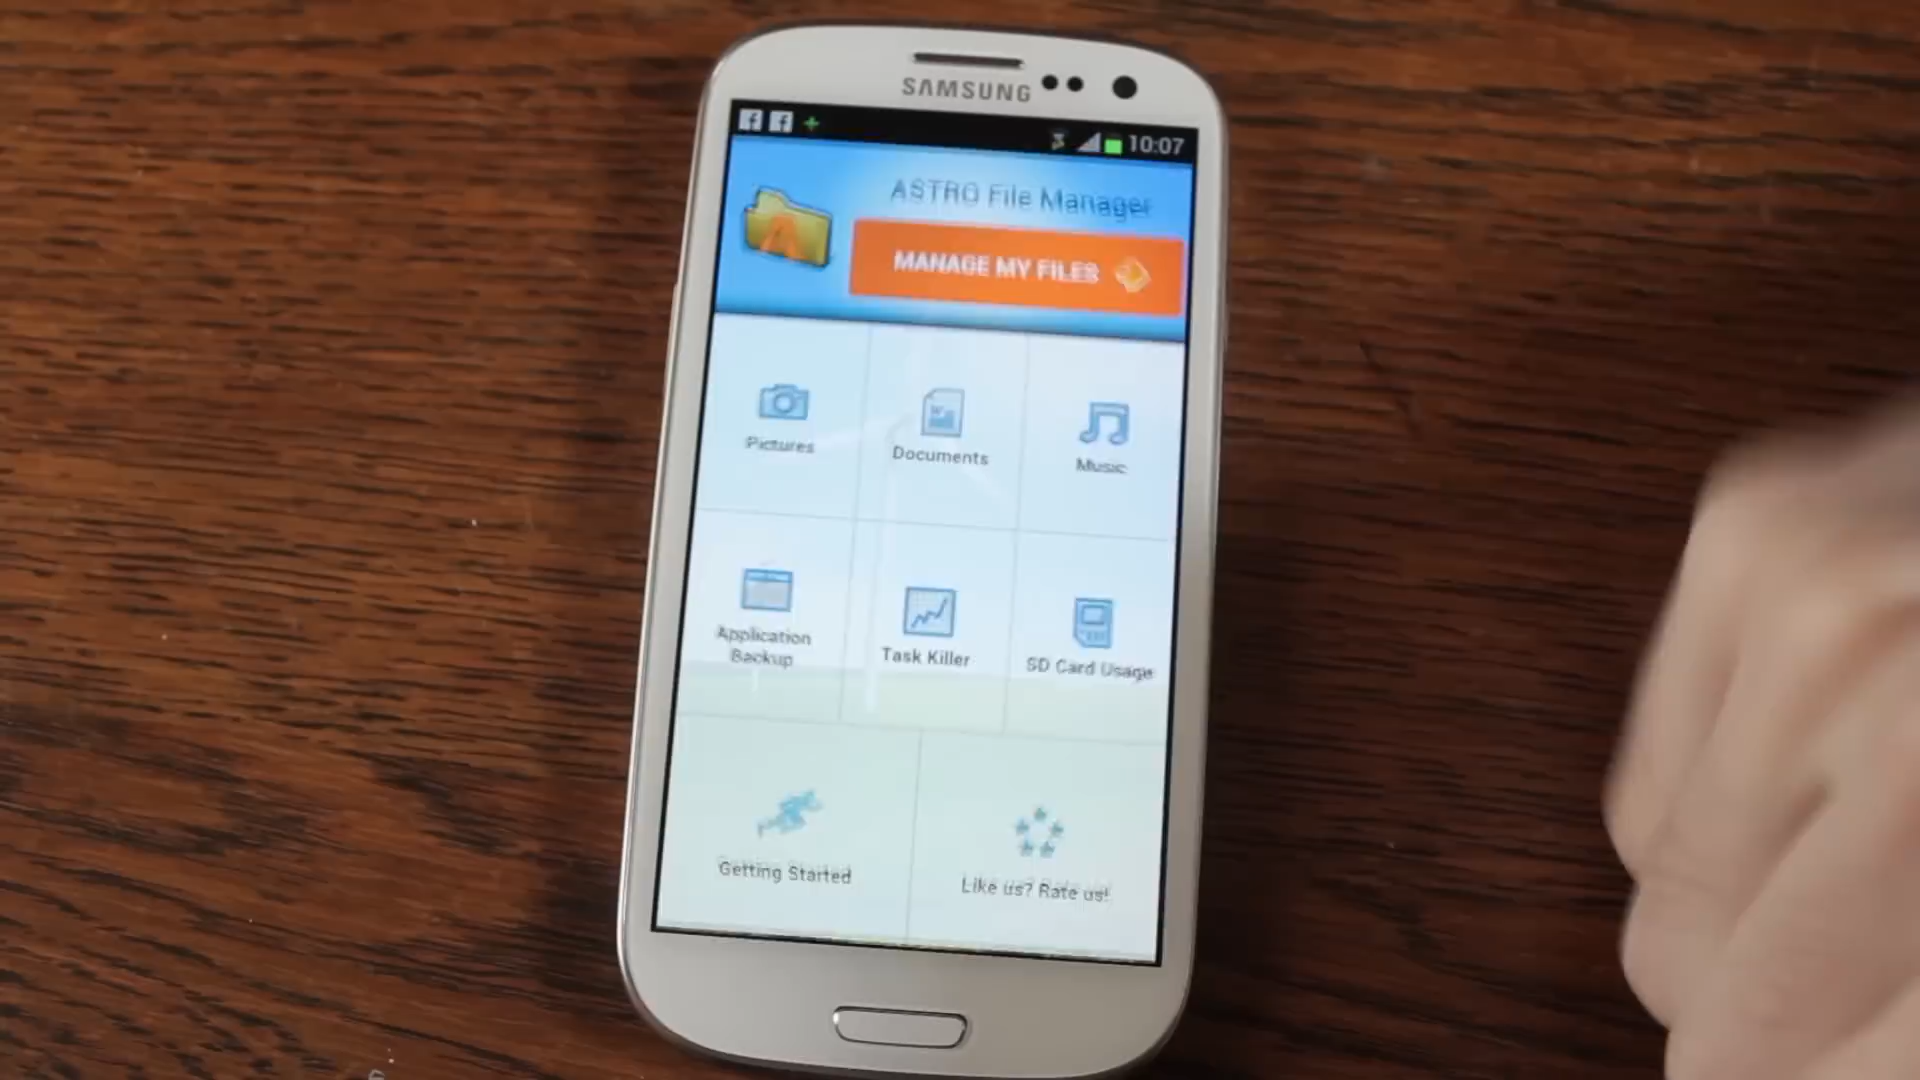 SAMSUNG
10:07
ASTRO File Manager
MANAGE MY FILES
Pictures
Documents
Music
Application
Backup
Task Killer
SD Card Usage
Getting Started
Like us? Rate us!